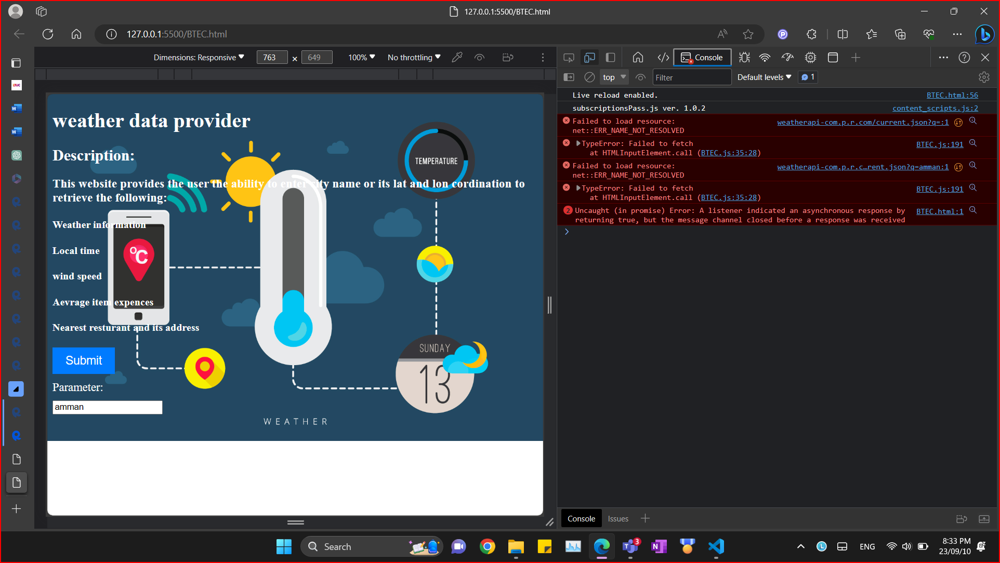 127.0.0.1:5500/BTEC.html
127.0.0.1:5500/BTEC.html
Dimensions: Responsive
763 × 649
100%
No throttling
Console
top
Filter
Default levels
1
Live reload enabled.
BTEC.html:56
subscriptionsPass.js ver. 1.0.2
content_scripts.js:2
Failed to load resource:
weatherapi-com.p.r.com/current.json?q=:1
net::ERR_NAME_NOT_RESOLVED
TypeError: Failed to fetch
BTEC.js:191
at HTMLInputElement.call (BTEC.js:35:28)
Failed to load resource:
weatherapi-com.p.r.c…rent.json?q=amman:1
net::ERR_NAME_NOT_RESOLVED
TypeError: Failed to fetch
BTEC.js:191
at HTMLInputElement.call (BTEC.js:35:28)
2
Uncaught (in promise) Error: A listener indicated an asynchronous response by
BTEC.html:1
returning true, but the message channel closed before a response was received
weather data provider
Description:
This website provides the user the ability to enter city name or its lat and lon cordination to
retrieve the following:
Weather information
Local time
wind speed
Aevrage item expences
Nearest resturant and its address
Submit
Parameter:
amman
TEMPERATURE
°C
SUNDAY
13
WEATHER
Console
Issues
Search
3
ENG
8:33 PM
23/09/10